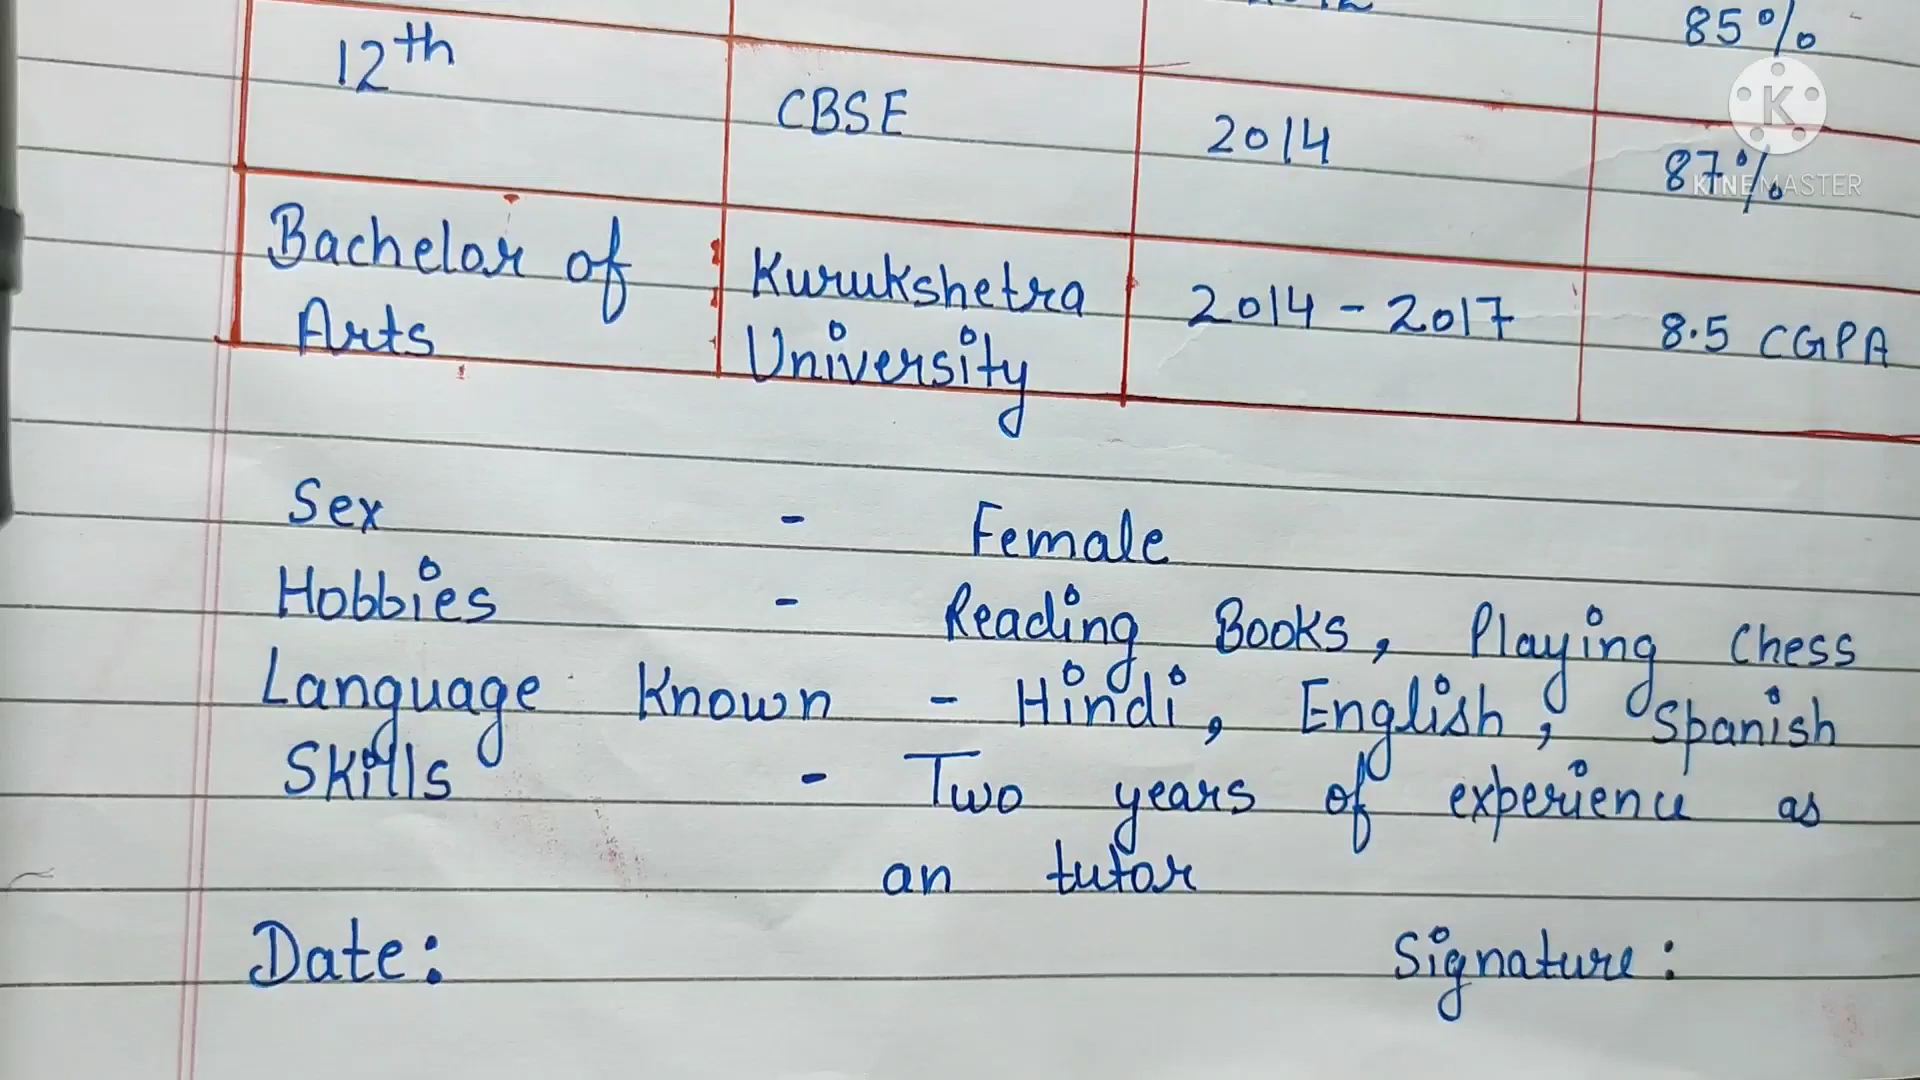 85%
12th CBSE 2014 87%
Bachelor of Arts Kurukshetra University 2014 - 2017 8.5 CGPA
Sex - Female
Hobbies - Reading Books, Playing Chess
Language Known - Hindi, English, Spanish
Skills - Two years of experience as
an tutor
Date: Signature:
K
KINEMASTER